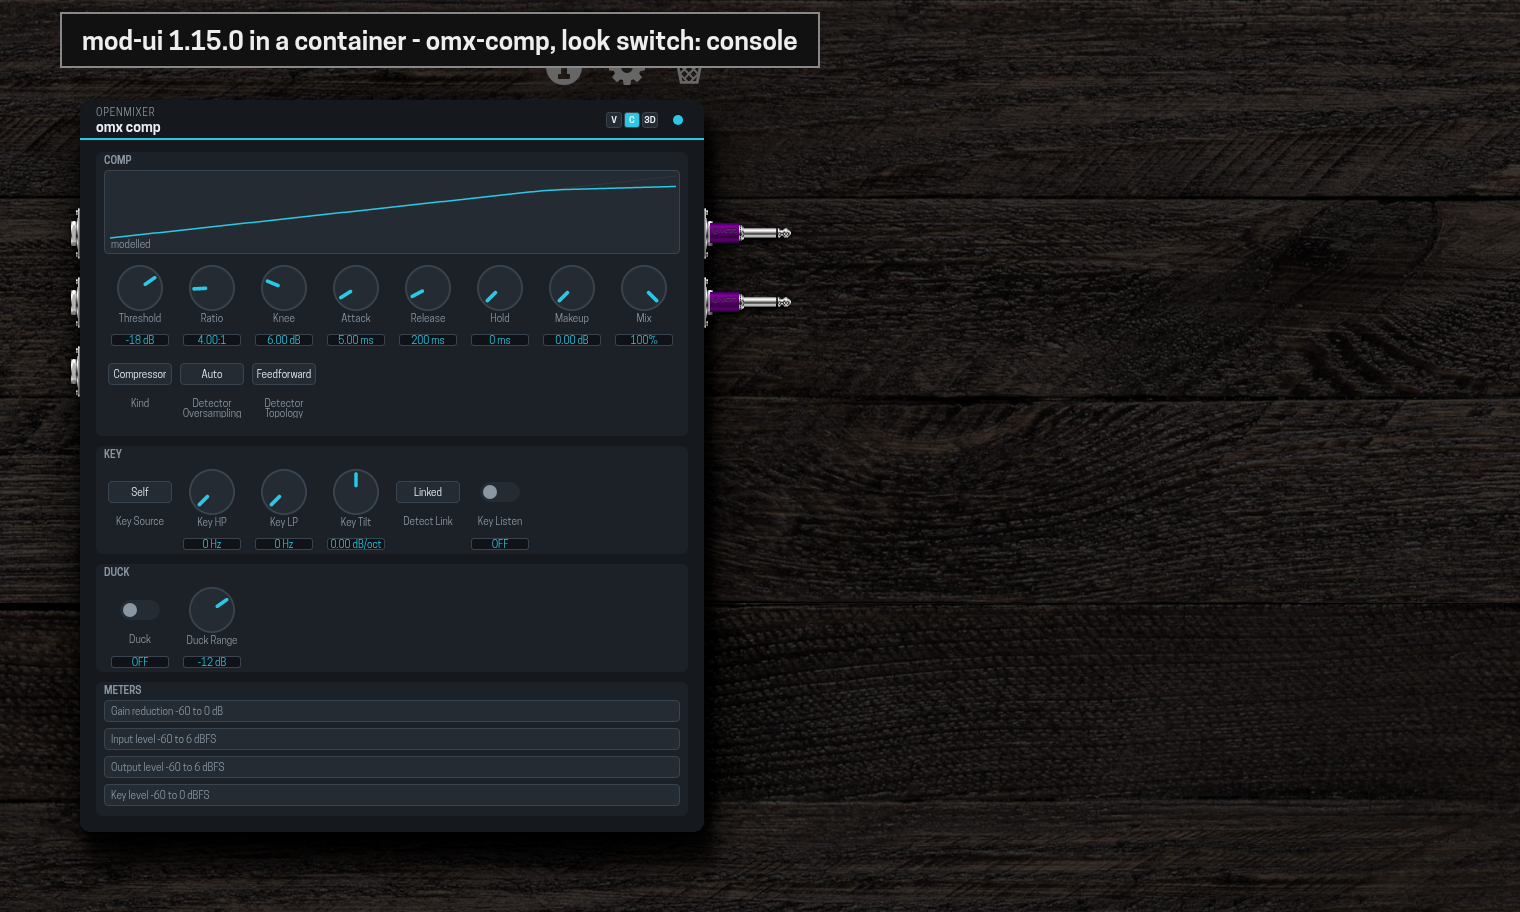 mod-ui 1.15.0 in a container - omx-comp, look switch: console
OPENMIXER
omx comp
V C 3D
COMP
modelled
Threshold Ratio Knee Attack Release Hold Makeup Mix
-18 dB 4.00:1 6.00 dB 5.00 ms 200 ms 0 ms 0.00 dB 100%
Compressor Auto Feedforward
Kind Detector Oversampling Detector Topology
KEY
Self Linked
Key Source Key HP Key LP Key Tilt Detect Link Key Listen
0 Hz 0 Hz 0.00 dB/oct OFF
DUCK
Duck Duck Range
OFF -12 dB
METERS
Gain reduction -60 to 0 dB
Input level -60 to 6 dBFS
Output level -60 to 6 dBFS
Key level -60 to 0 dBFS